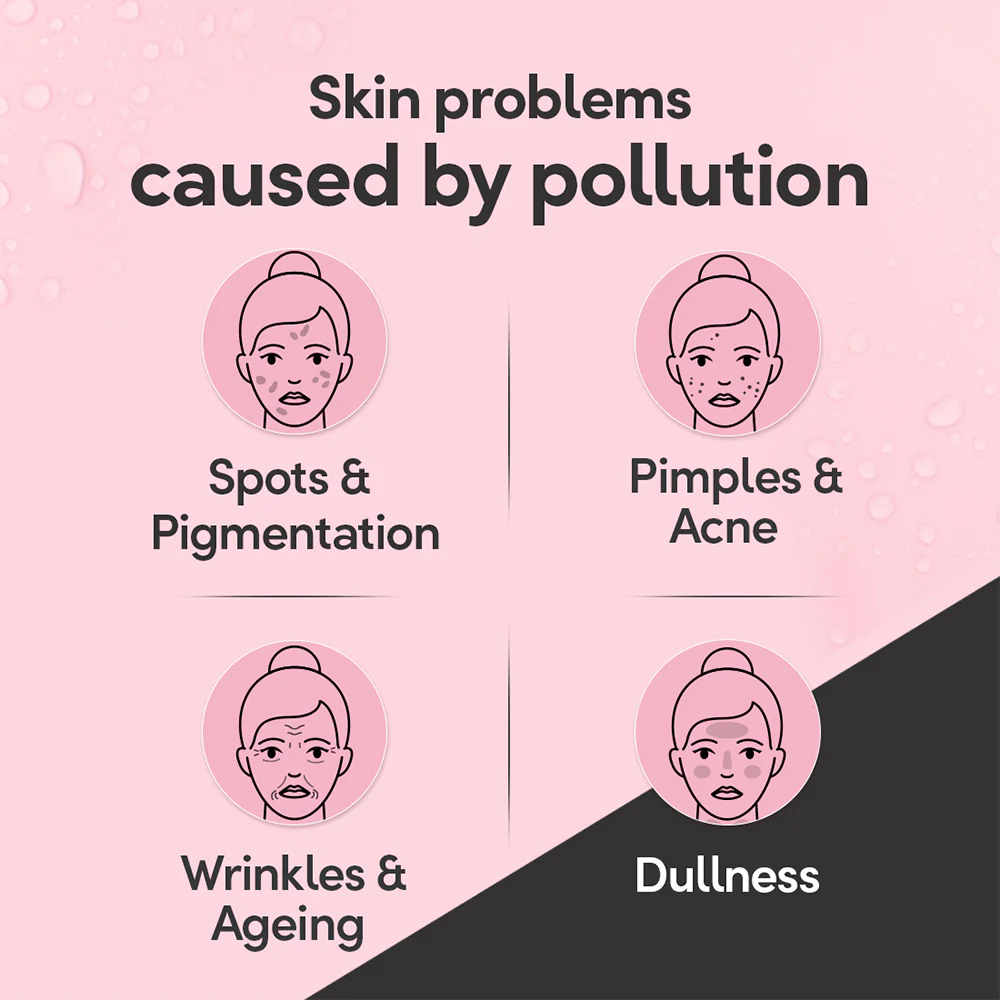 Skin problems
caused by pollution
Spots &
Pigmentation
Pimples &
Acne
Wrinkles &
Ageing
Dullness